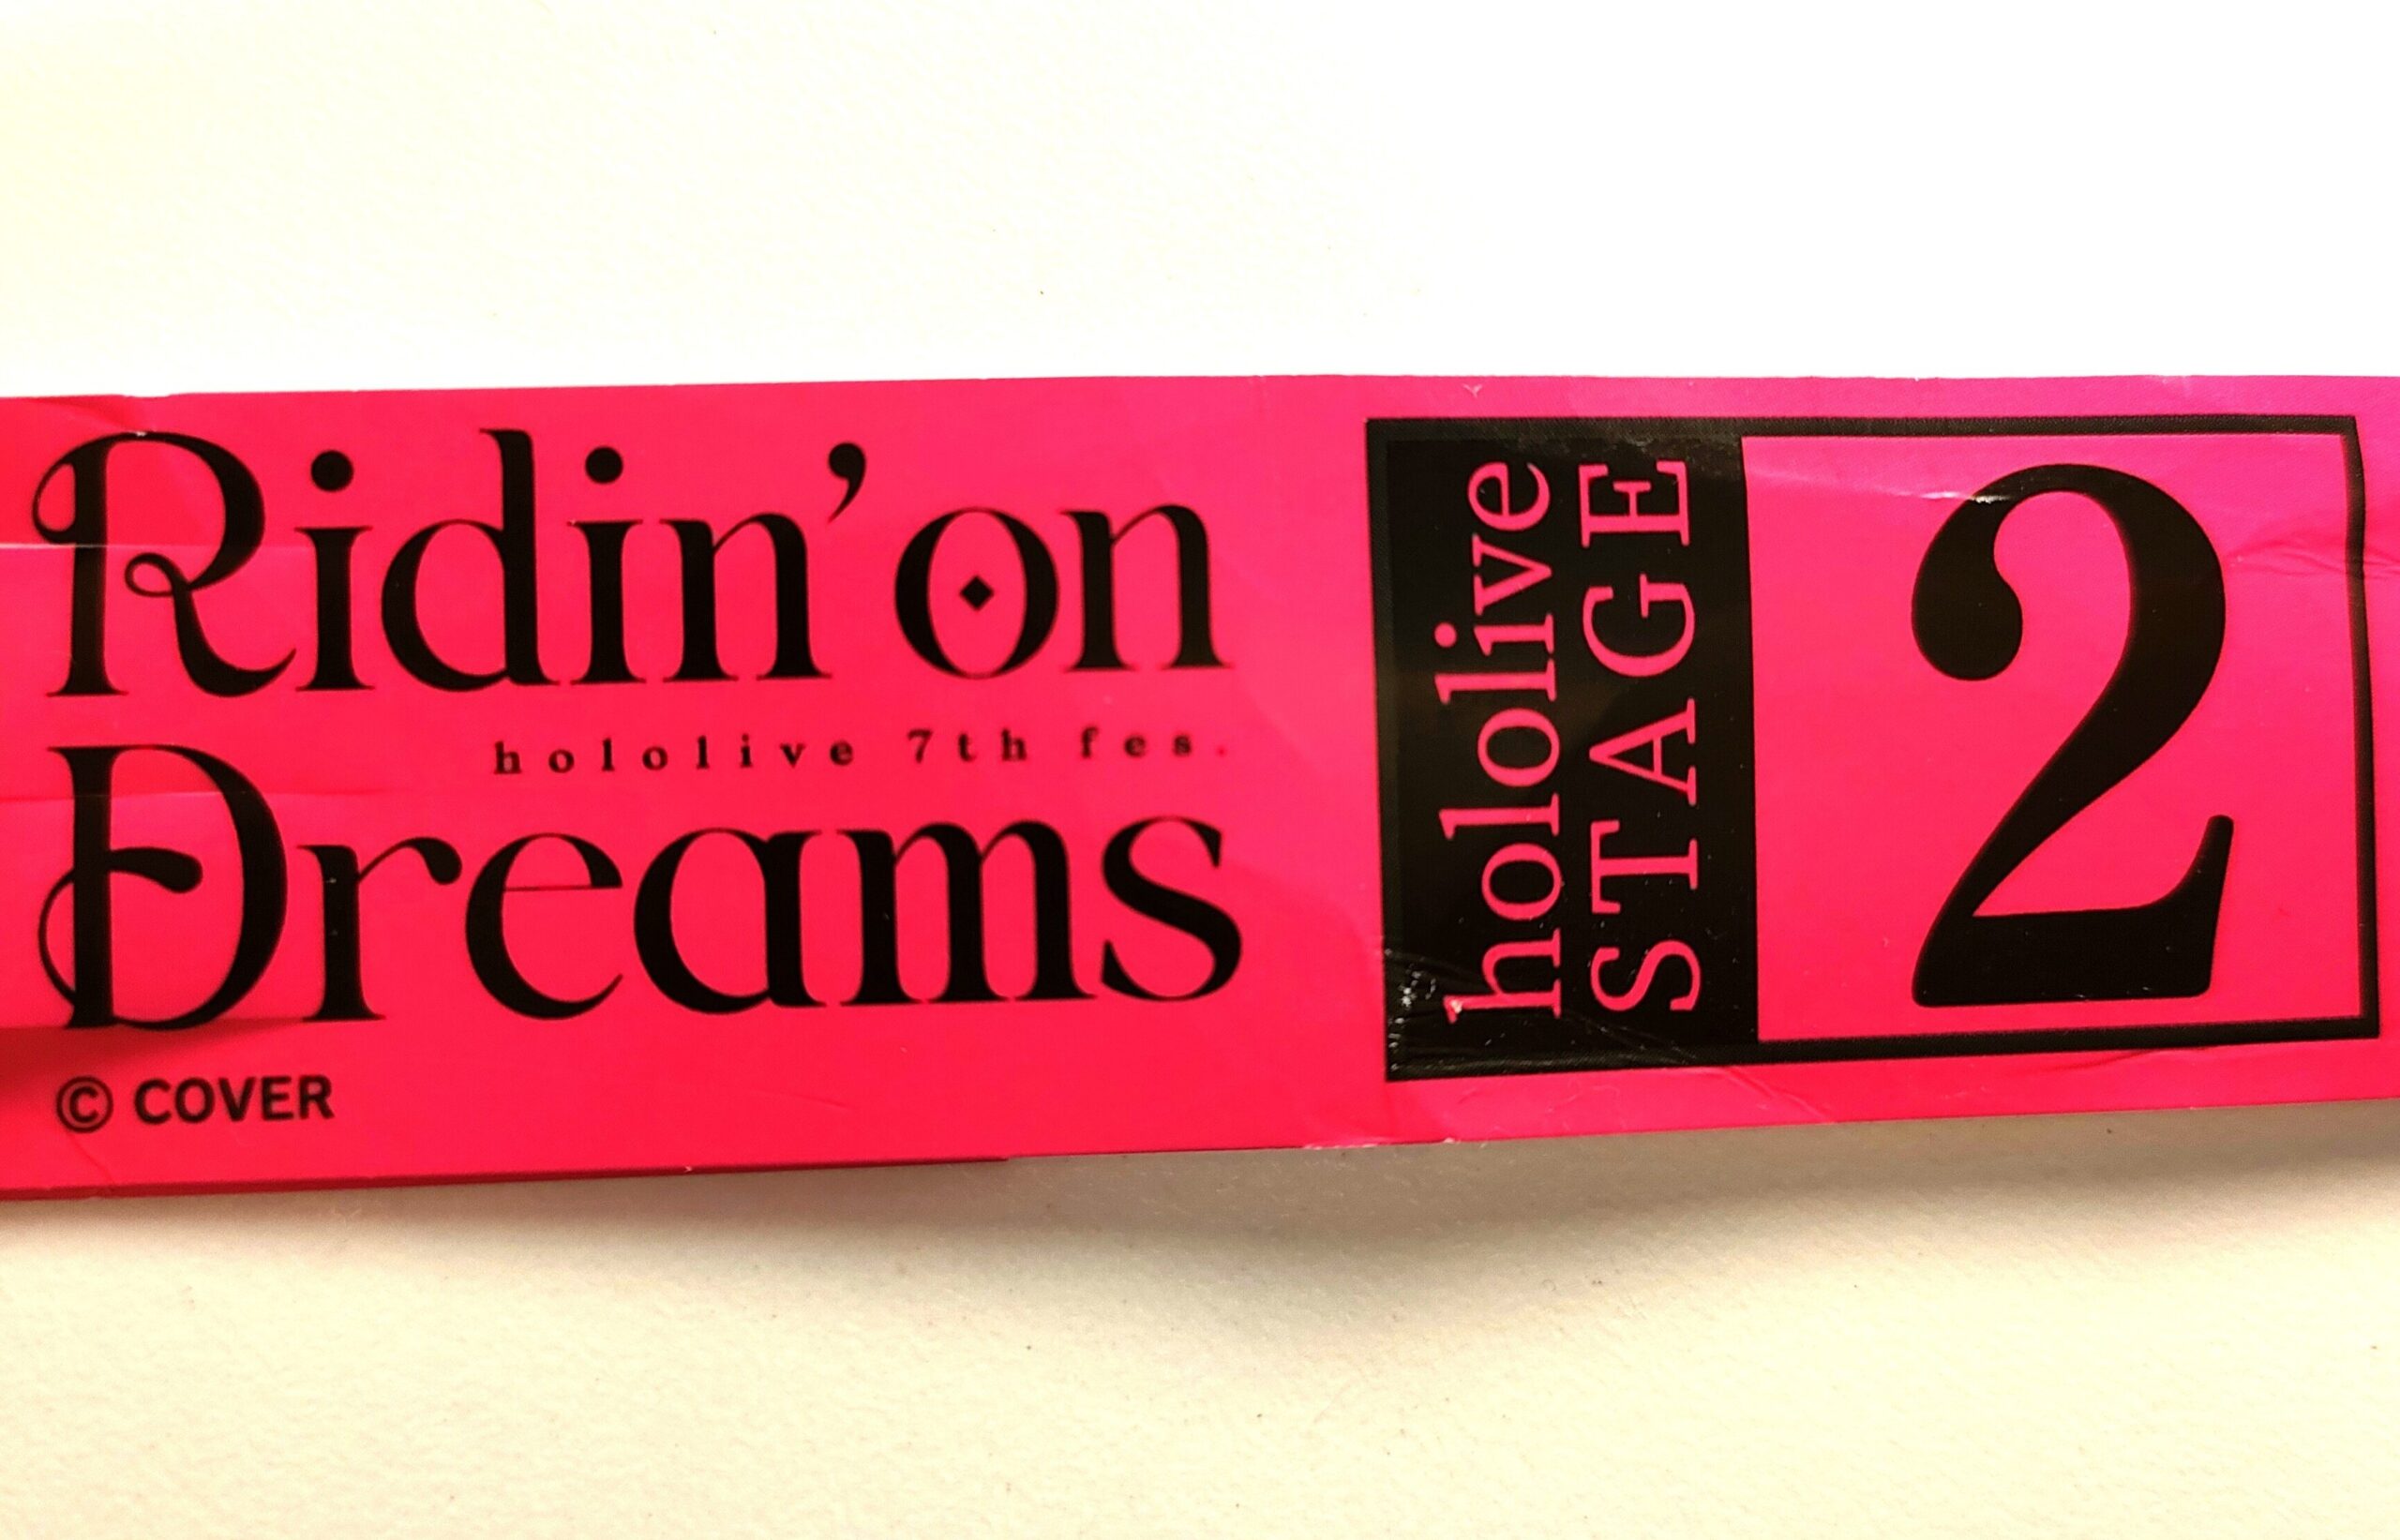 Ridin'on
hololive 7th fes.
Dreams
© COVER
hololive
STAGE
2